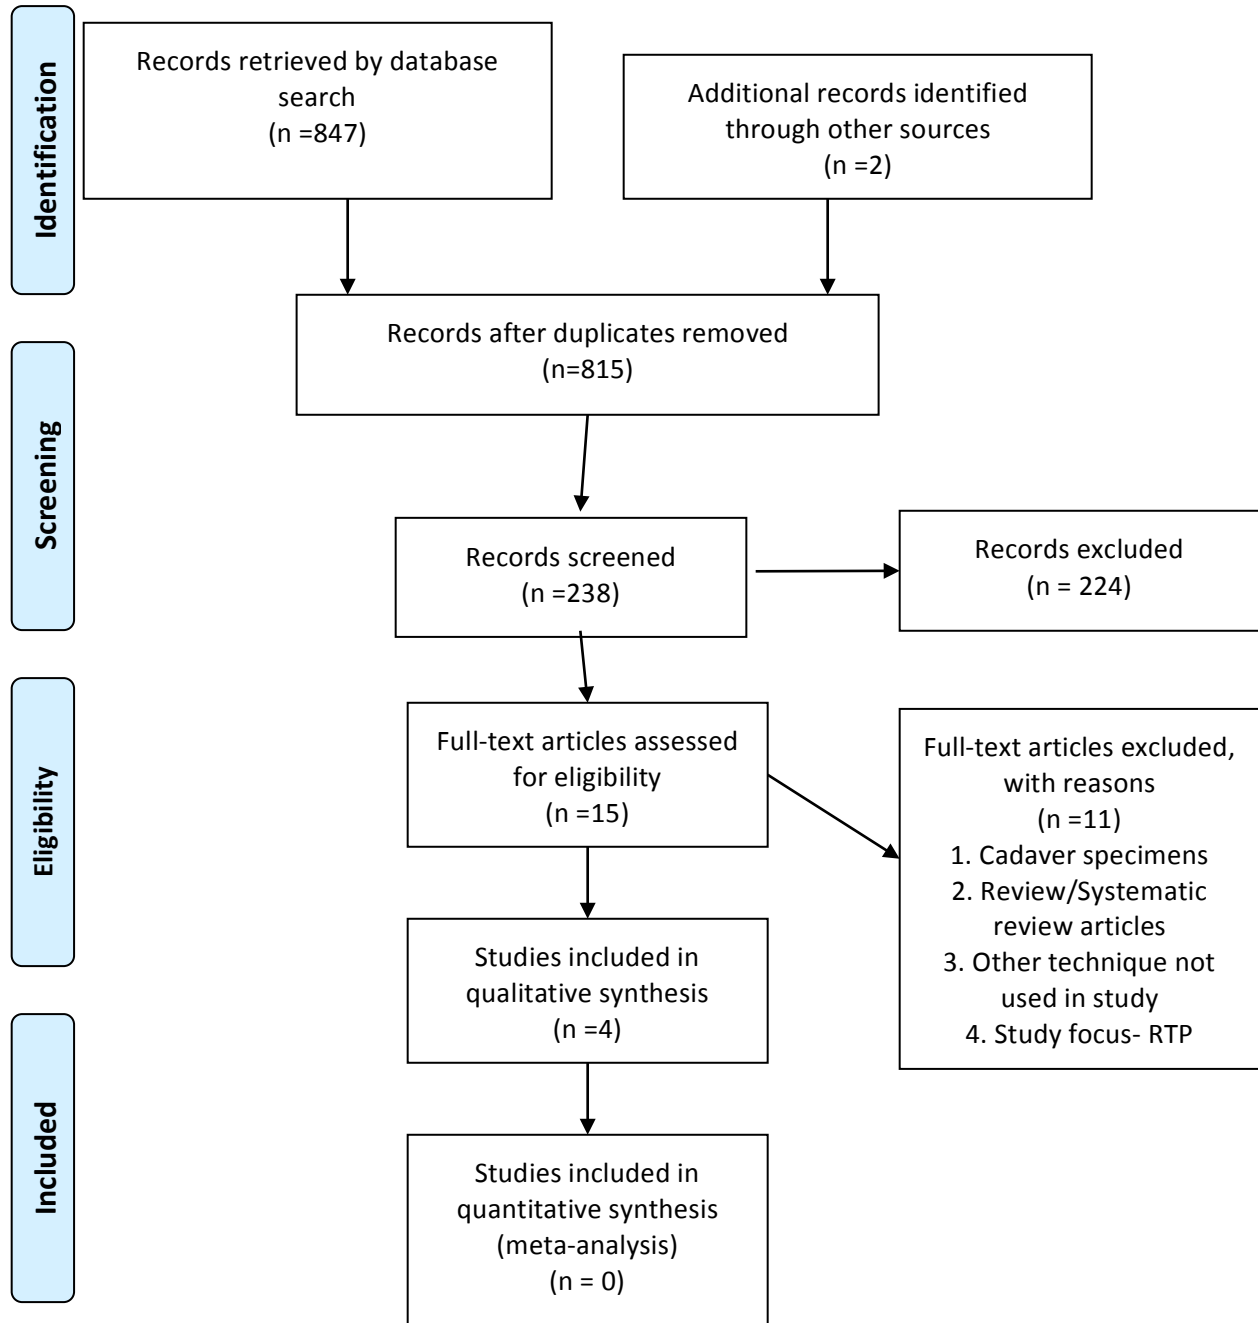 Identification
Records retrieved by database
search
(n =847)
Additional records identified
through other sources
(n =2)
Records after duplicates removed
(n=815)
Screening
Records screened
(n =238)
Records excluded
(n = 224)
Eligibility
Full-text articles assessed
for eligibility
(n =15)
Full-text articles excluded,
with reasons
(n =11)
1. Cadaver specimens
2. Review/Systematic
review articles
3. Other technique not
used in study
4. Study focus- RTP
Studies included in
qualitative synthesis
(n =4)
Included
Studies included in
quantitative synthesis
(meta-analysis)
(n = 0)